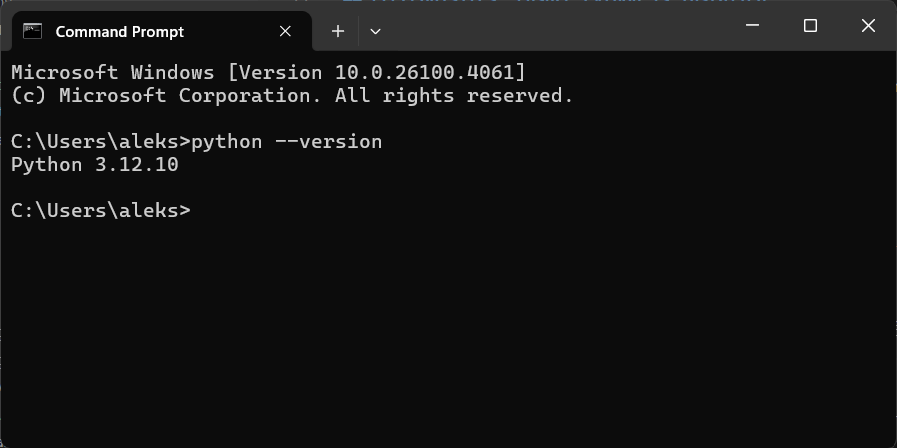 Command Prompt
Microsoft Windows [Version 10.0.26100.4061]
(c) Microsoft Corporation. All rights reserved.
C:\Users\aleks>python --version
Python 3.12.10
C:\Users\aleks>